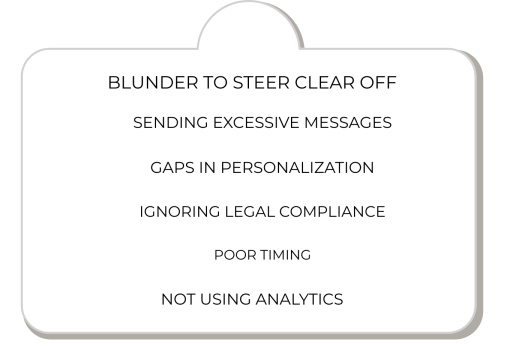 BLUNDER TO STEER CLEAR OFF
SENDING EXCESSIVE MESSAGES
GAPS IN PERSONALIZATION
IGNORING LEGAL COMPLIANCE
POOR TIMING
NOT USING ANALYTICS